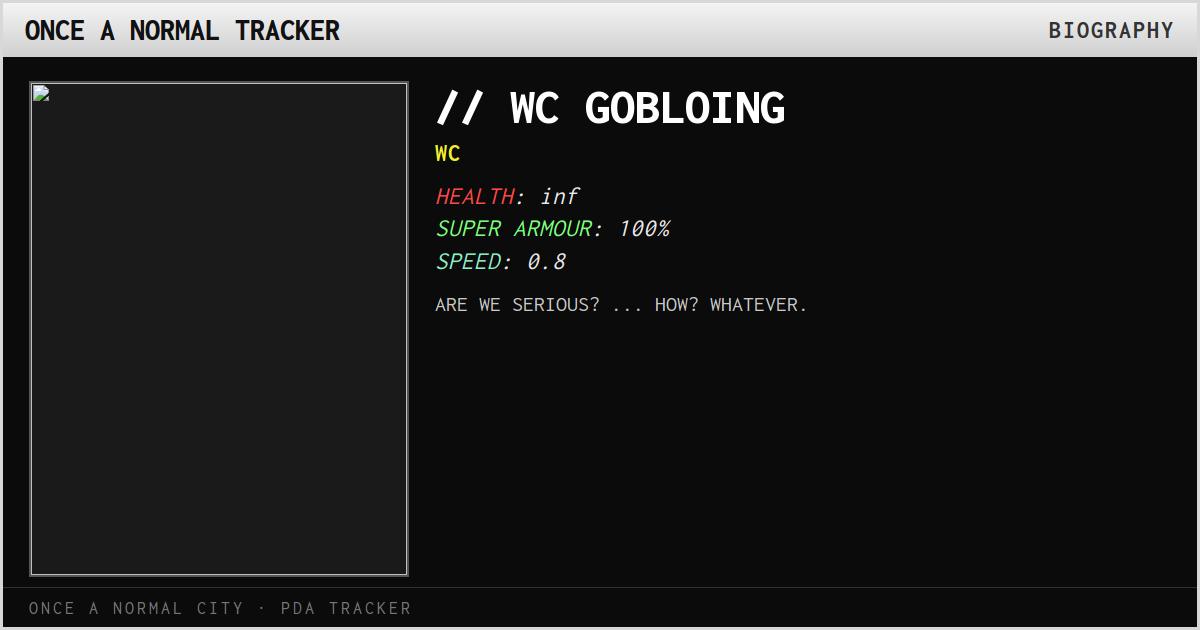 ONCE A NORMAL TRACKER
BIOGRAPHY
// WC GOBLOING
WC
HEALTH: inf
SUPER ARMOUR: 100%
SPEED: 0.8
ARE WE SERIOUS? ... HOW? WHATEVER.
ONCE A NORMAL CITY · PDA TRACKER